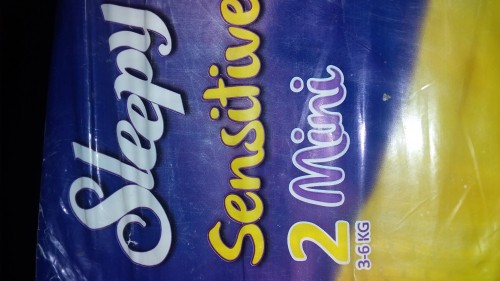 Sleepy
Sensitive
2 Mini
3-6 KG